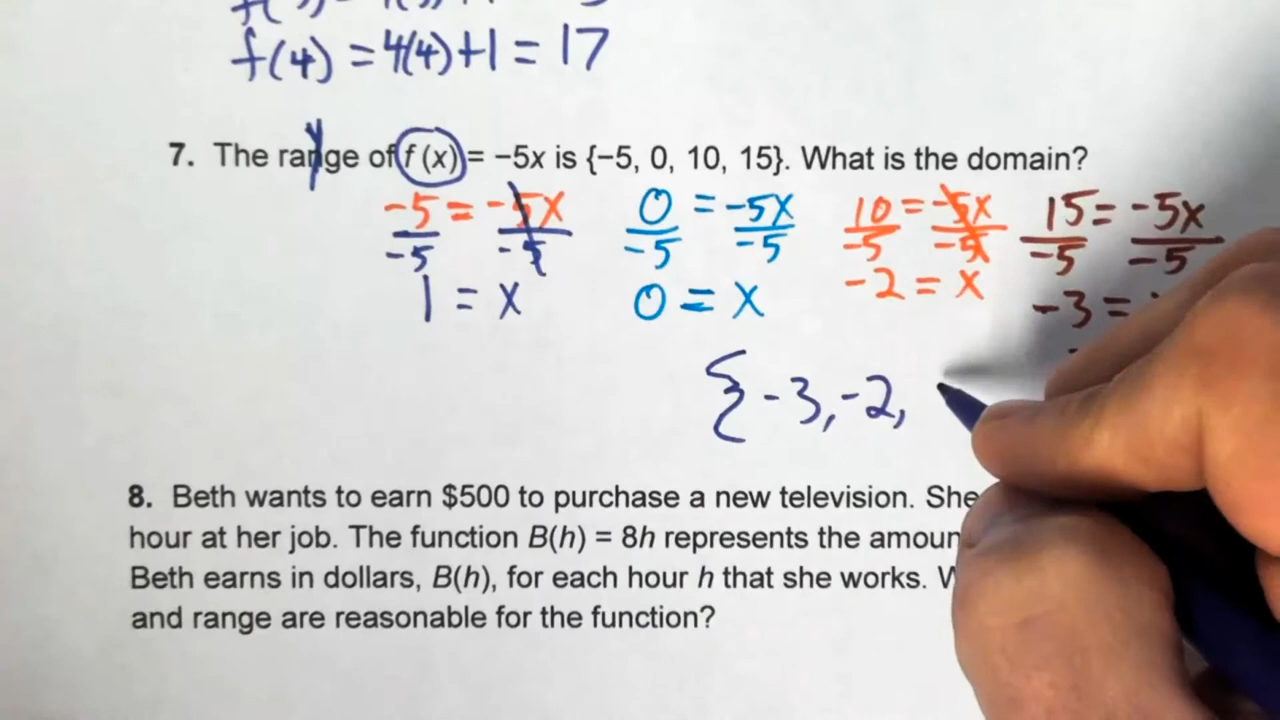 f(4) = 4(4)+1 = 17
7. The range of f(x) = −5x is {−5, 0, 10, 15}. What is the domain?
-5 = -5x 0 = -5x 10 = -5x 15 = -5x
-5 -5 -5 -5 -5 -5 -5 -5
1 = x 0 = x -2 = x -3 =
{-3, -2,
8. Beth wants to earn $500 to purchase a new television. She
hour at her job. The function B(h) = 8h represents the
Beth earns in dollars, B(h), for each hour h that she works.
and range are reasonable for the function?